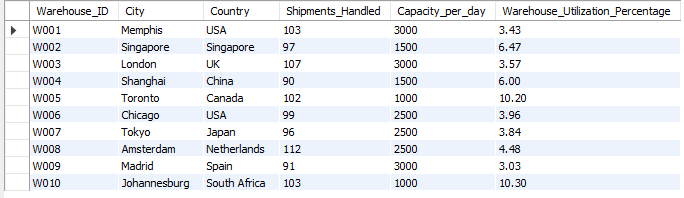 Warehouse_ID City Country Shipments_Handled Capacity_per_day Warehouse_Utilization_Percentage
W001 Memphis USA 103 3000 3.43
W002 Singapore Singapore 97 1500 6.47
W003 London UK 107 3000 3.57
W004 Shanghai China 90 1500 6.00
W005 Toronto Canada 102 1000 10.20
W006 Chicago USA 99 2500 3.96
W007 Tokyo Japan 96 2500 3.84
W008 Amsterdam Netherlands 112 2500 4.48
W009 Madrid Spain 91 3000 3.03
W010 Johannesburg South Africa 103 1000 10.30